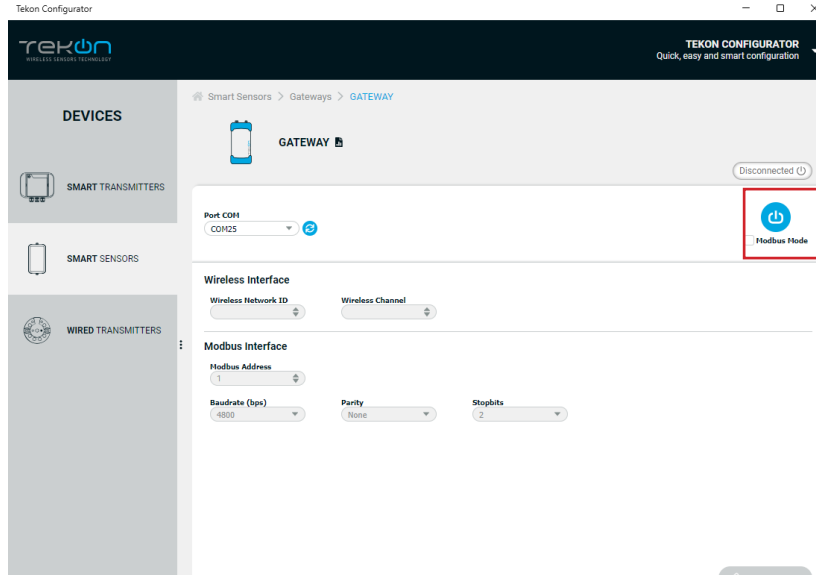 Tekon Configurator
TEKON
WIRELESS SENSORS TECHNOLOGY
TEKON CONFIGURATOR
Quick, easy and smart configuration
DEVICES
SMART TRANSMITTERS
SMART SENSORS
WIRED TRANSMITTERS
Smart Sensors > Gateways > GATEWAY
GATEWAY
Disconnected
Port COM
COM25
Modbus Mode
Wireless Interface
Wireless Network ID Wireless Channel
Modbus Interface
Modbus Address
1
Baudrate (bps) Parity Stopbits
4800 None 2